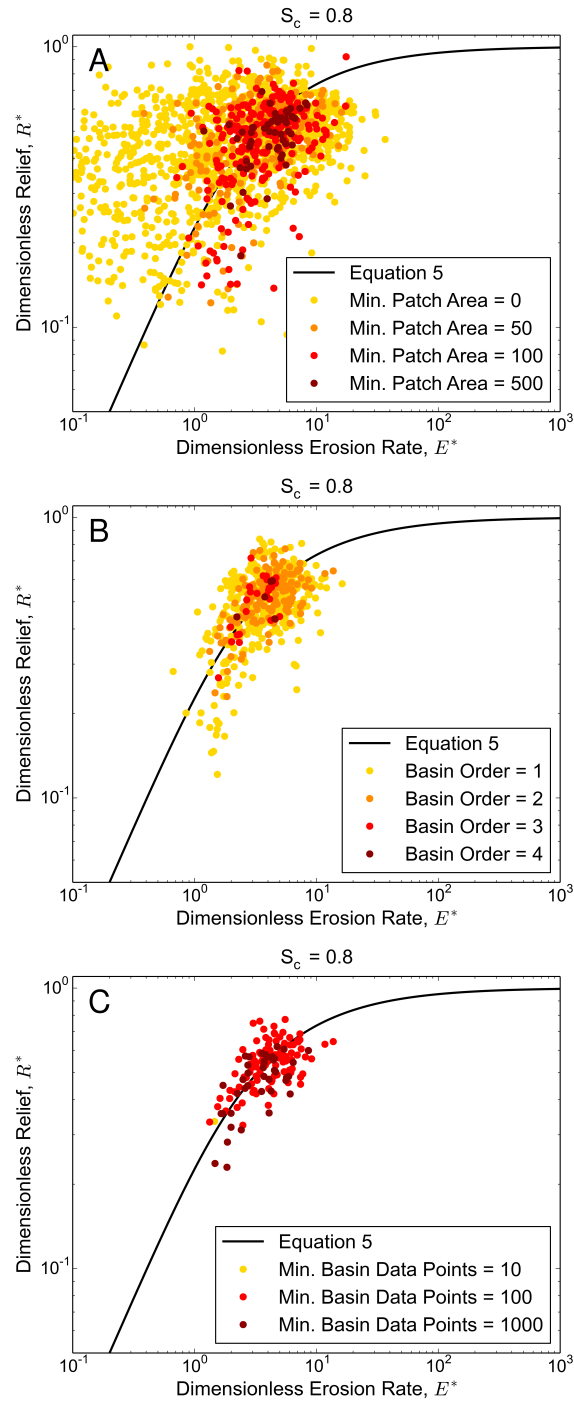 S_c = 0.8
A
10^0
10^-1
Dimensionless Relief, R*
Equation 5
Min. Patch Area = 0
Min. Patch Area = 50
Min. Patch Area = 100
Min. Patch Area = 500
10^-1 10^0 10^1 10^2 10^3
Dimensionless Erosion Rate, E*
S_c = 0.8
B
10^0
10^-1
Dimensionless Relief, R*
Equation 5
Basin Order = 1
Basin Order = 2
Basin Order = 3
Basin Order = 4
10^-1 10^0 10^1 10^2 10^3
Dimensionless Erosion Rate, E*
S_c = 0.8
C
10^0
10^-1
Dimensionless Relief, R*
Equation 5
Min. Basin Data Points = 10
Min. Basin Data Points = 100
Min. Basin Data Points = 1000
10^-1 10^0 10^1 10^2 10^3
Dimensionless Erosion Rate, E*